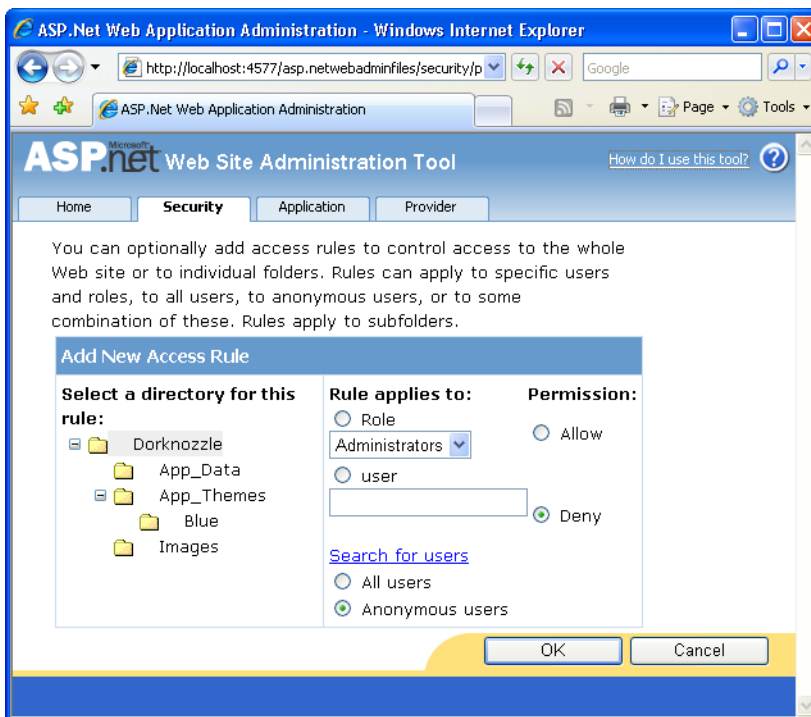 ASP.Net Web Application Administration - Windows Internet Explorer
http://localhost:4577/asp.netwebadminfiles/security/p
Google
ASP.Net Web Application Administration
Page
Tools
Microsoft
ASP.net Web Site Administration Tool
How do I use this tool?
Home
Security
Application
Provider
You can optionally add access rules to control access to the whole
Web site or to individual folders. Rules can apply to specific users
and roles, to all users, to anonymous users, or to some
combination of these. Rules apply to subfolders.
Add New Access Rule
Select a directory for this
rule:
Dorknozzle
App_Data
App_Themes
Blue
Images
Rule applies to:
Role
Administrators
user
Search for users
All users
Anonymous users
Permission:
Allow
Deny
OK
Cancel